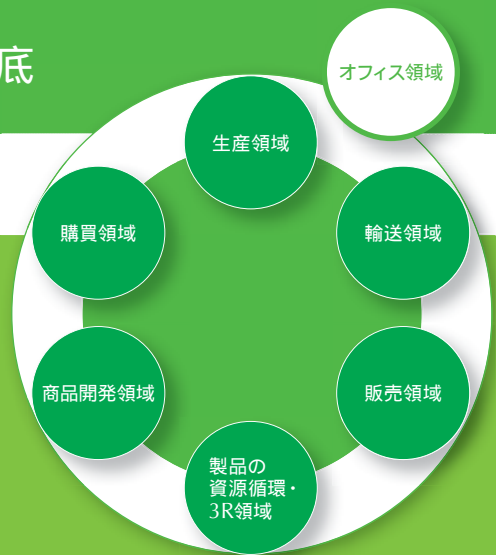 底
オフィス領域
生産領域
購買領域
輸送領域
商品開発領域
販売領域
製品の
資源循環・
3R領域